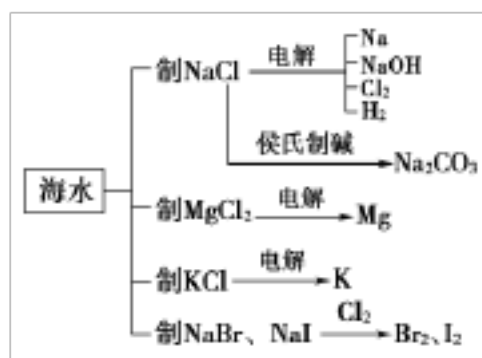 海水
制NaCl 电解
Na
NaOH
Cl₂
H₂
侯氏制碱 Na₂CO₃
制MgCl₂ 电解 Mg
制KCl 电解 K
制NaBr、NaI Cl₂ Br₂、I₂